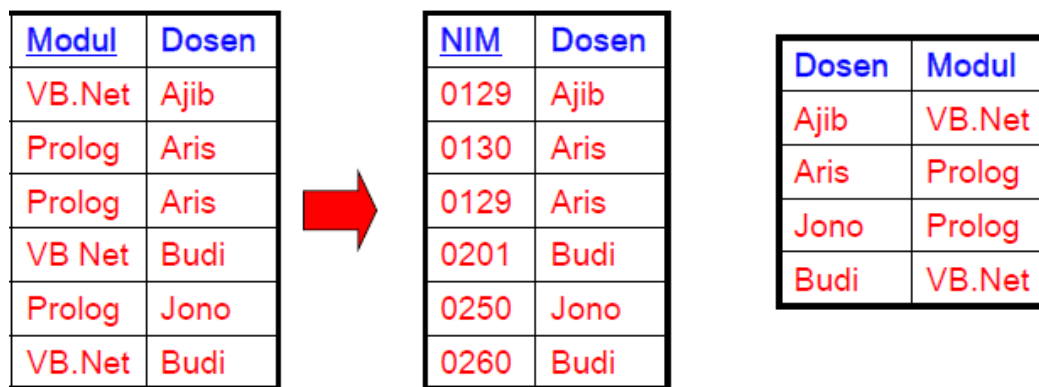 Modul Dosen
VB.Net Ajib
Prolog Aris
Prolog Aris
VB Net Budi
Prolog Jono
VB.Net Budi
NIM Dosen
0129 Ajib
0130 Aris
0129 Aris
0201 Budi
0250 Jono
0260 Budi
Dosen Modul
Ajib VB.Net
Aris Prolog
Jono Prolog
Budi VB.Net